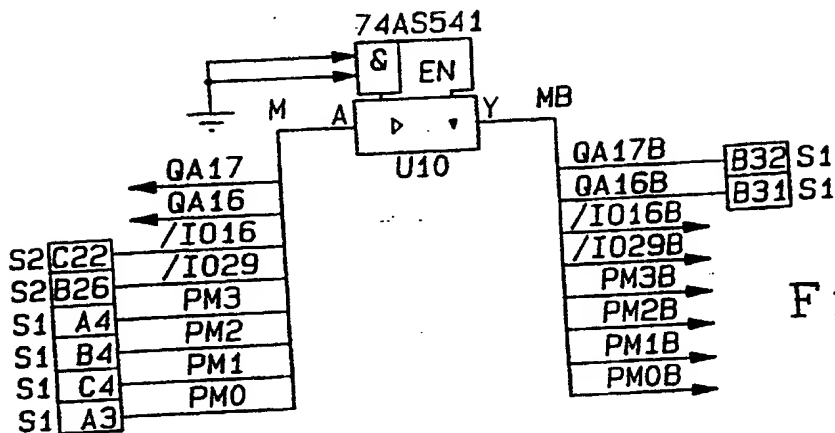 74AS541
& EN
M A Y MB
U10
QA17 QA17B B32 S1
QA16 QA16B B31 S1
S2 C22 /IO16 /IO16B
S2 B26 /IO29 /IO29B
S1 A4 PM3 PM3B
S1 B4 PM2 PM2B
S1 C4 PM1 PM1B
S1 A3 PM0 PM0B
F